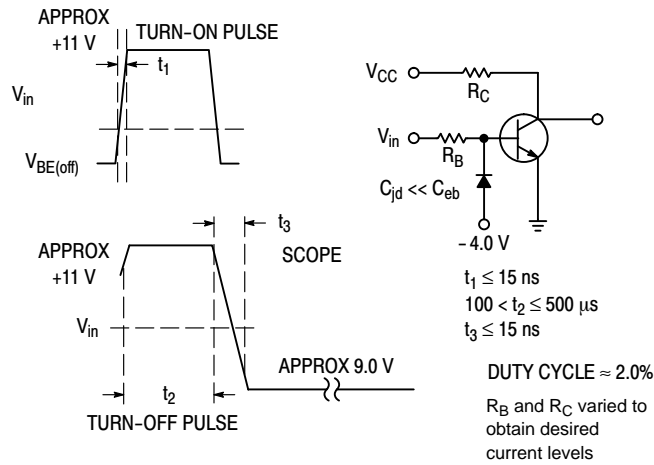 APPROX
+11 V
TURN-ON PULSE
t1
Vin
VBE(off)
t3
APPROX
+11 V
SCOPE
Vin
APPROX 9.0 V
t2
TURN-OFF PULSE
VCC
RC
Vin
RB
Cjd << Ceb
-4.0 V
t1 ≤ 15 ns
100 < t2 ≤ 500 μs
t3 ≤ 15 ns
DUTY CYCLE ≈ 2.0%
RB and RC varied to
obtain desired
current levels